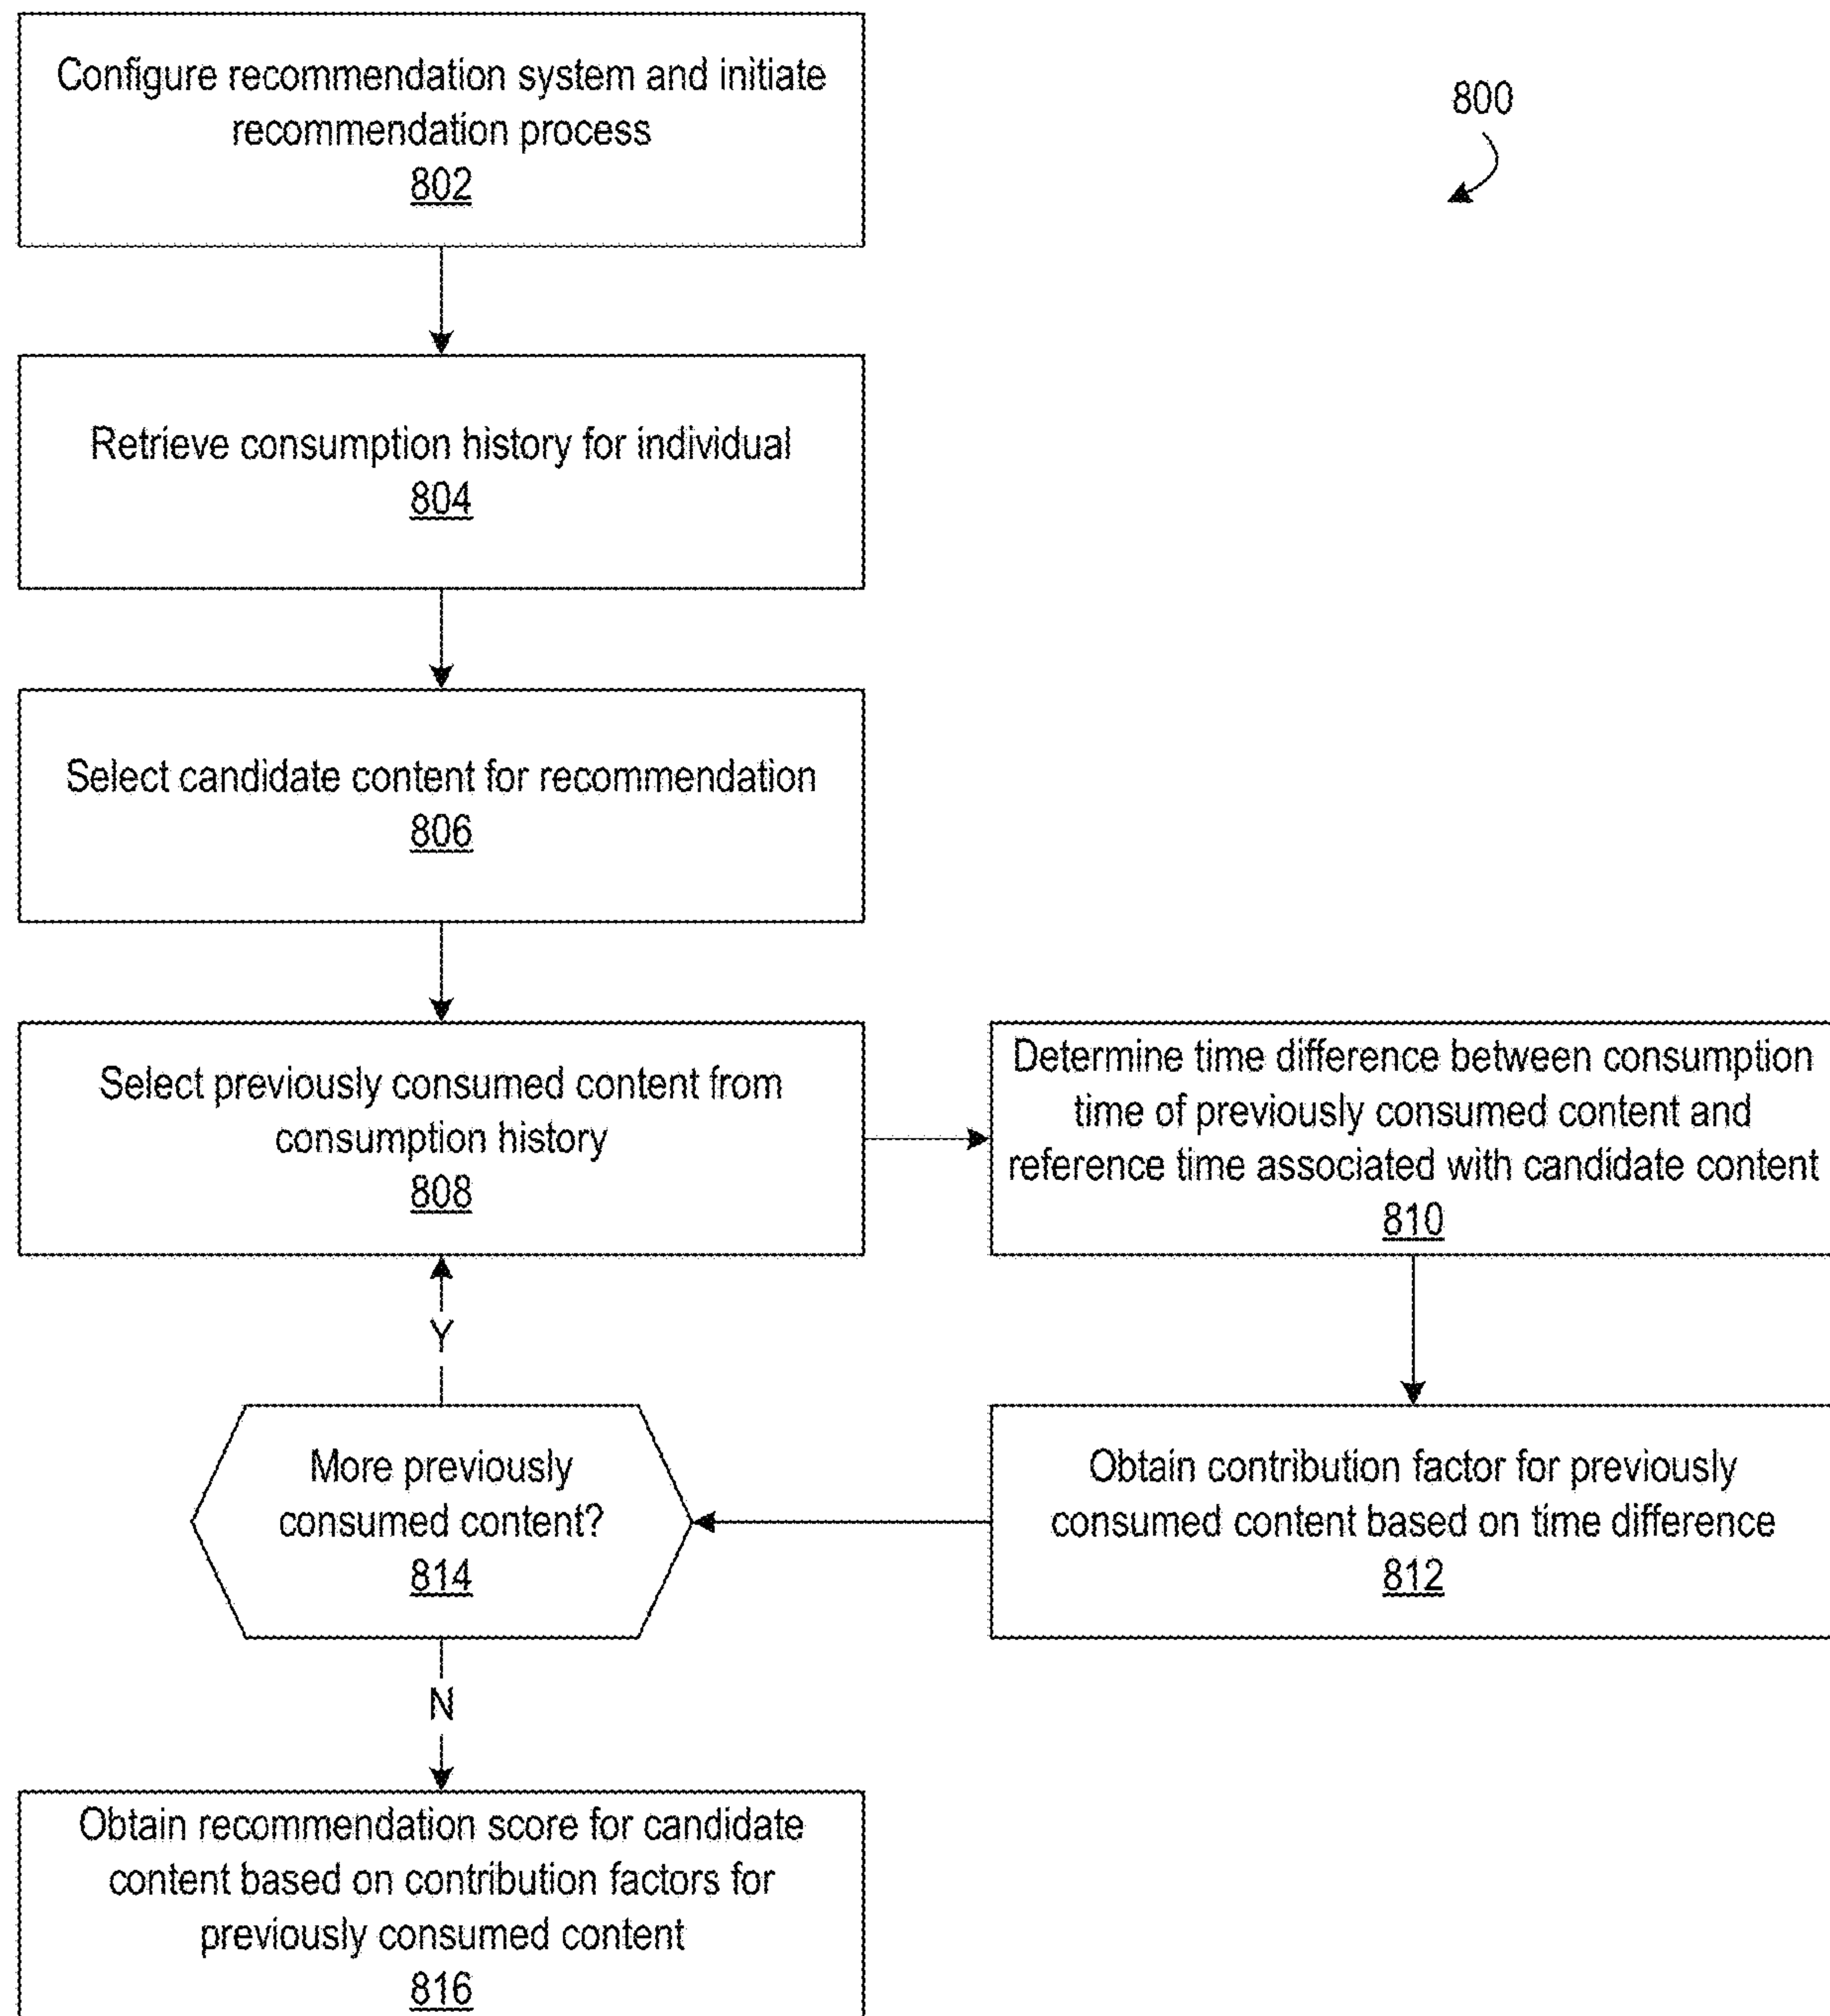 Configure recommendation system and initiate
recommendation process
802
800
Retrieve consumption history for individual
804
Select candidate content for recommendation
806
Select previously consumed content from
consumption history
808
Determine time difference between consumption
time of previously consumed content and
reference time associated with candidate content
810
Y
More previously
consumed content?
814
Obtain contribution factor for previously
consumed content based on time difference
812
N
Obtain recommendation score for candidate
content based on contribution factors for
previously consumed content
816